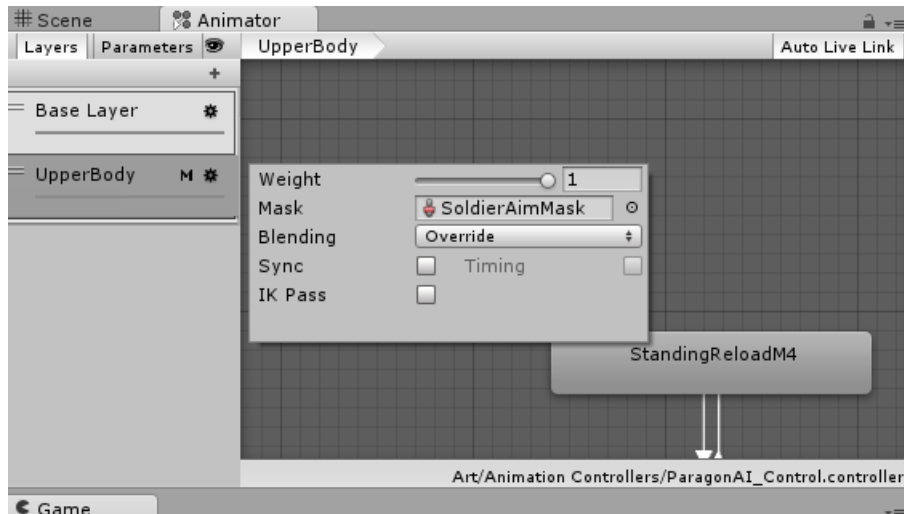 Scene Animator
Layers Parameters UpperBody Auto Live Link
+
Base Layer
UpperBody M
Weight 1
Mask SoldierAimMask
Blending Override
Sync Timing
IK Pass
StandingReloadM4
Art/Animation Controllers/ParagonAI_Control.controller
Game